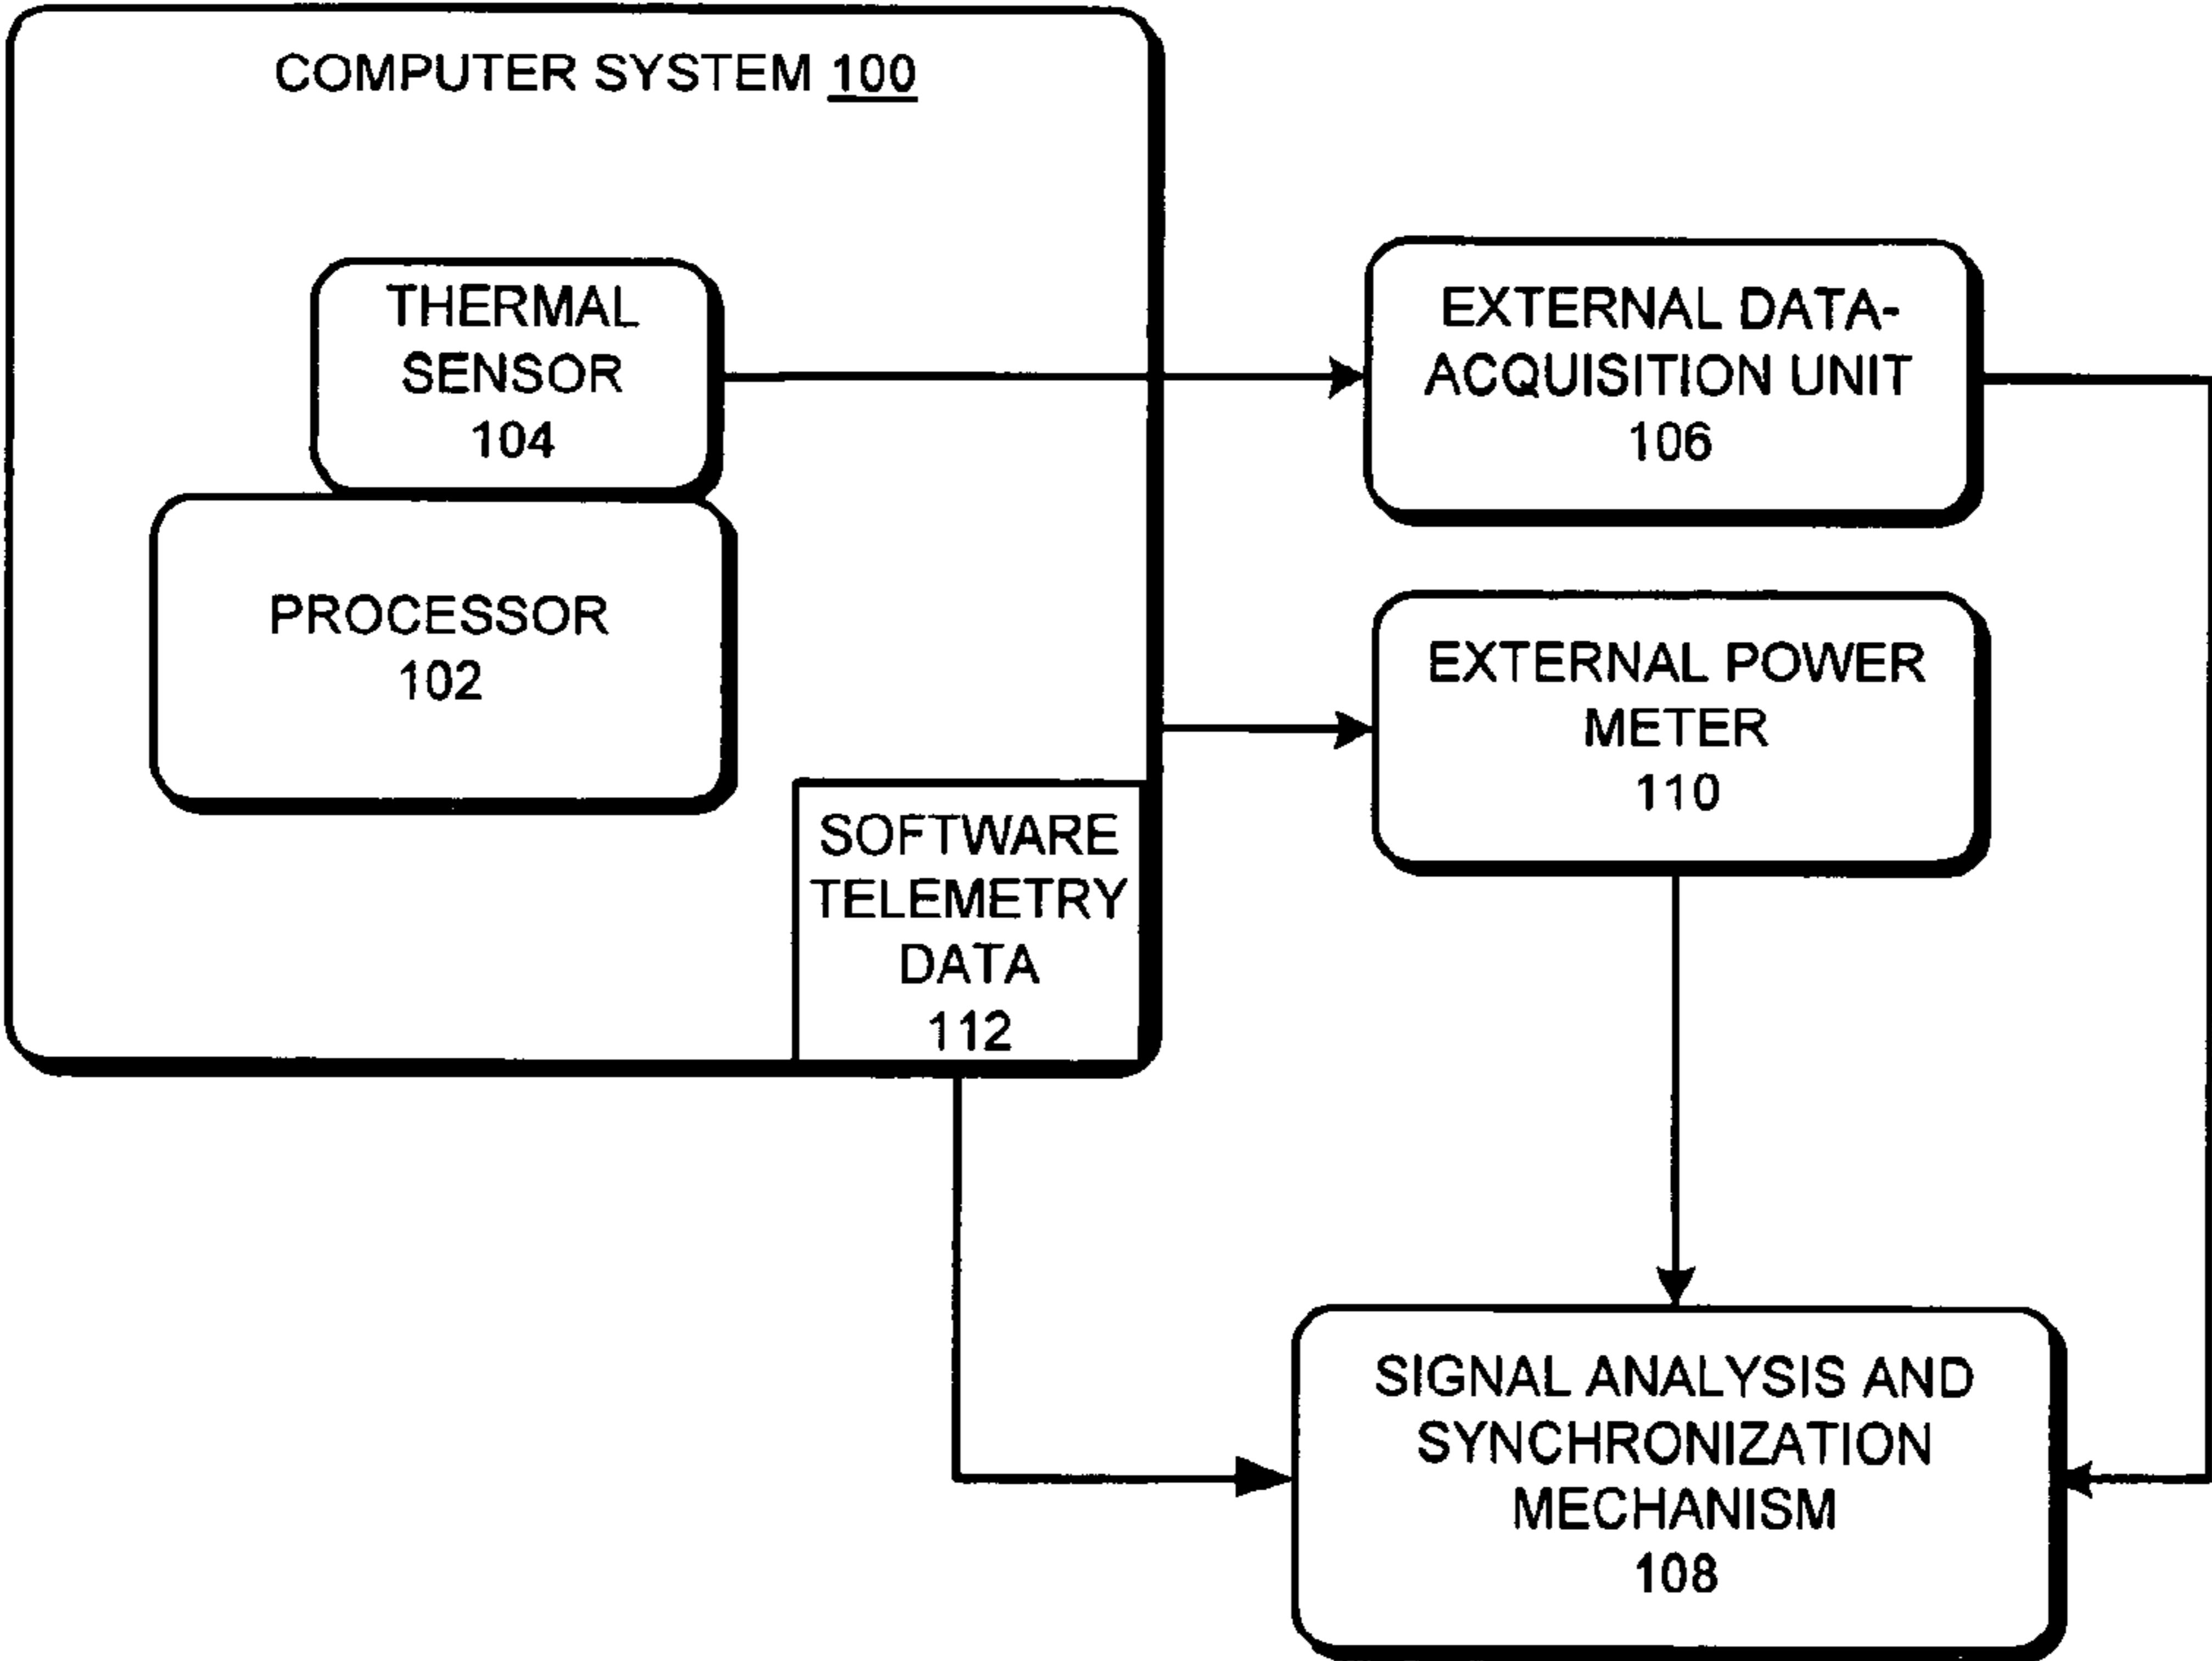 COMPUTER SYSTEM 100
THERMAL
SENSOR
104
PROCESSOR
102
SOFTWARE
TELEMETRY
DATA
112
EXTERNAL DATA-
ACQUISITION UNIT
106
EXTERNAL POWER
METER
110
SIGNAL ANALYSIS AND
SYNCHRONIZATION
MECHANISM
108